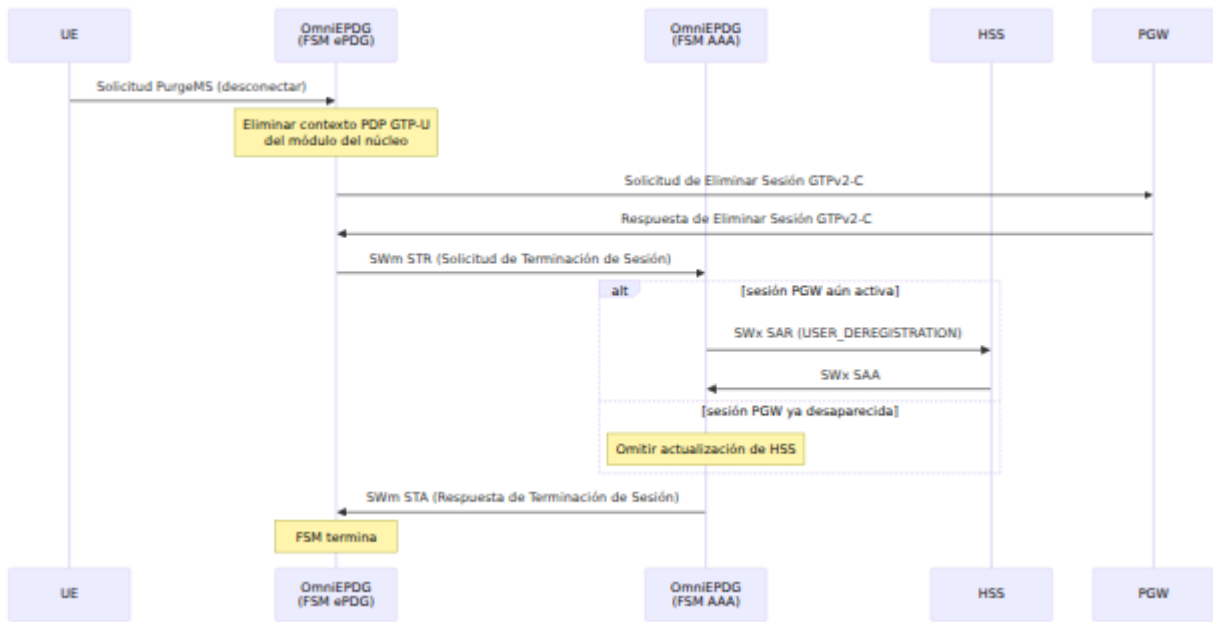 UE
OmniEPDG
(FSM ePDG)
OmniEPDG
(FSM AAA)
HSS
PGW
Solicitud PurgeMS (desconectar)
Eliminar contexto PDP GTP-U
del módulo del núcleo
Solicitud de Eliminar Sesión GTPv2-C
Respuesta de Eliminar Sesión GTPv2-C
SWm STR (Solicitud de Terminación de Sesión)
alt
[sesión PGW aún activa]
SWx SAR (USER_DEREGISTRATION)
SWx SAA
[sesión PGW ya desaparecida]
Omitir actualización de HSS
SWm STA (Respuesta de Terminación de Sesión)
FSM termina
UE
OmniEPDG
(FSM ePDG)
OmniEPDG
(FSM AAA)
HSS
PGW